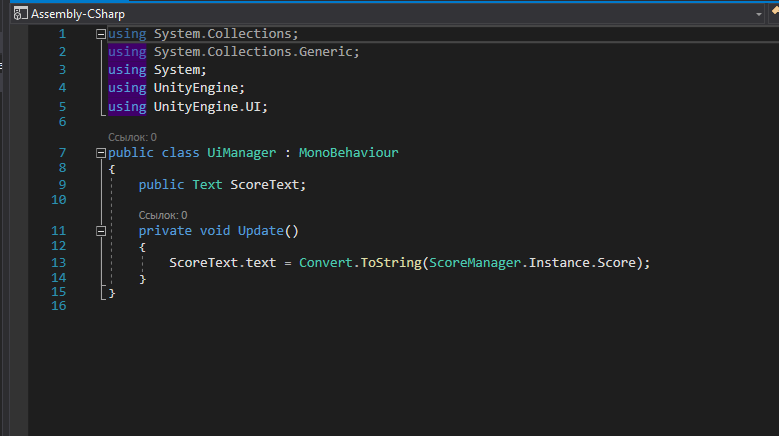 Assembly-CSharp
1 using System.Collections;
2 using System.Collections.Generic;
3 using System;
4 using UnityEngine;
5 using UnityEngine.UI;
6
Ссылок: 0
7 public class UiManager : MonoBehaviour
8 {
9 public Text ScoreText;
10
Ссылок: 0
11 private void Update()
12 {
13 ScoreText.text = Convert.ToString(ScoreManager.Instance.Score);
14 }
15 }
16